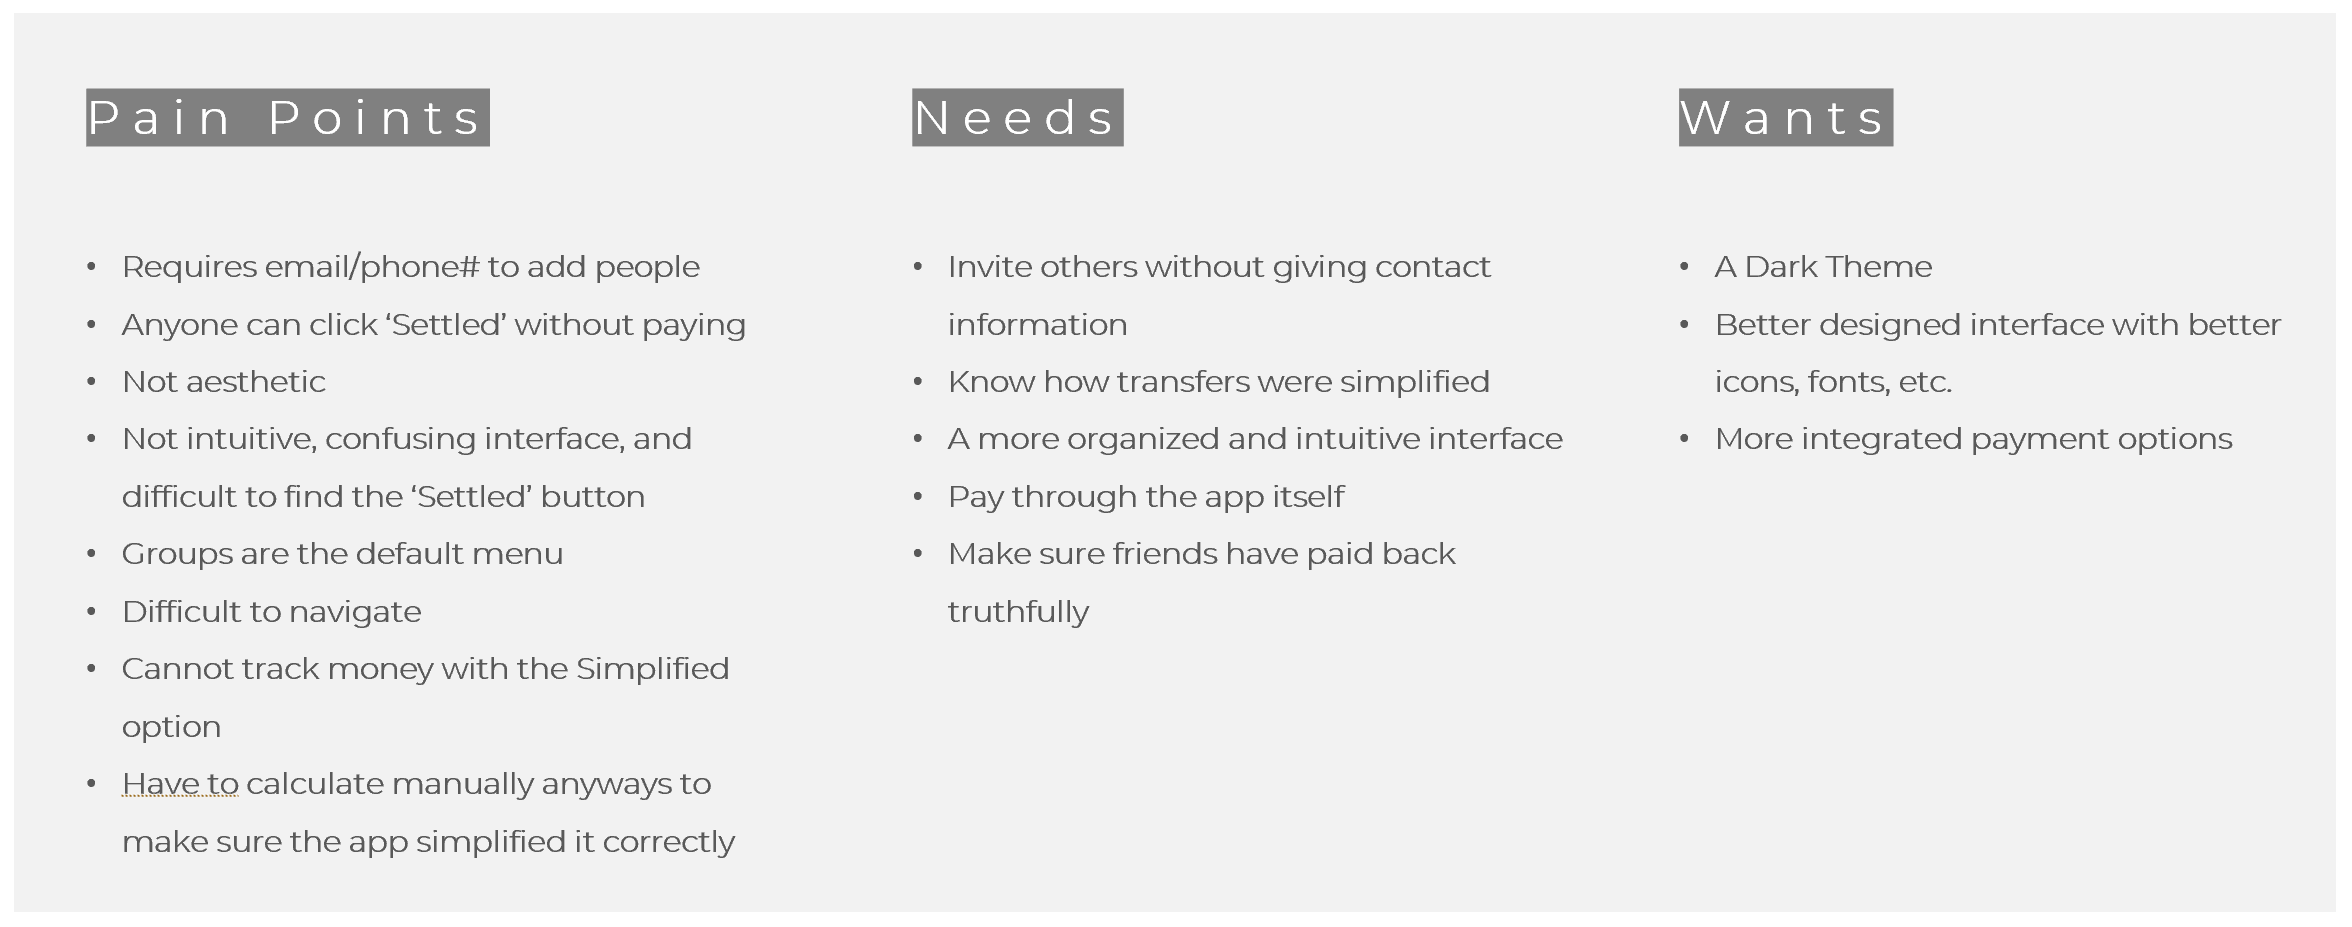 Pain Points
• Requires email/phone# to add people
• Anyone can click ‘Settled’ without paying
• Not aesthetic
• Not intuitive, confusing interface, and
difficult to find the ‘Settled’ button
• Groups are the default menu
• Difficult to navigate
• Cannot track money with the Simplified
option
• Have to calculate manually anyways to
make sure the app simplified it correctly
Needs
• Invite others without giving contact
information
• Know how transfers were simplified
• A more organized and intuitive interface
• Pay through the app itself
• Make sure friends have paid back
truthfully
Wants
• A Dark Theme
• Better designed interface with better
icons, fonts, etc.
• More integrated payment options